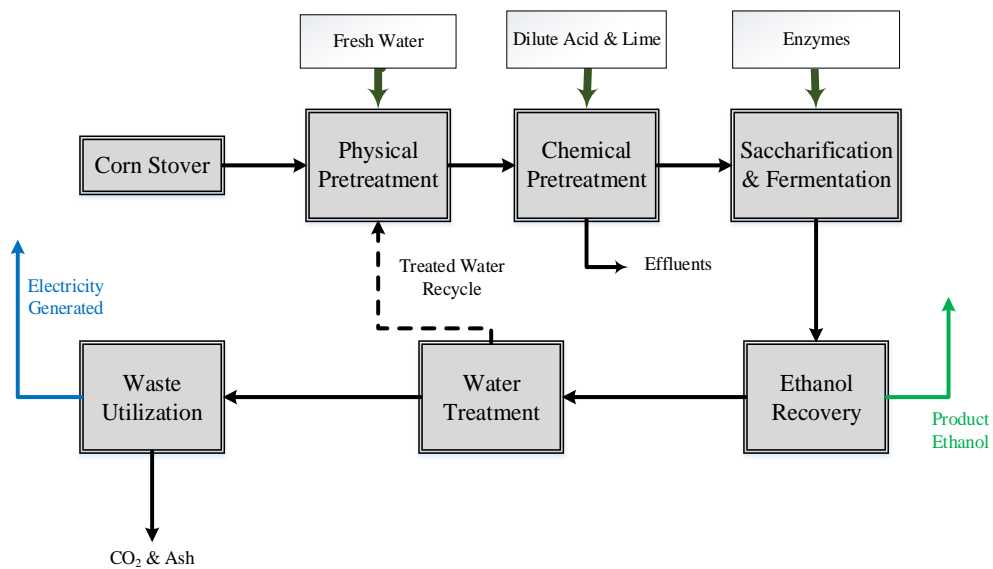 Fresh Water
Dilute Acid & Lime
Enzymes
Corn Stover
Physical
Pretreatment
Chemical
Pretreatment
Saccharification
& Fermentation
Treated Water
Recycle
Effluents
Electricity
Generated
Waste
Utilization
Water
Treatment
Ethanol
Recovery
Product
Ethanol
CO₂ & Ash